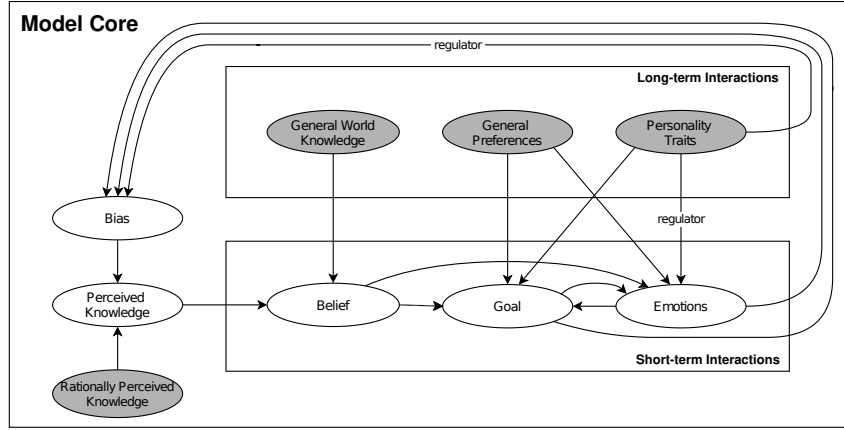 Model Core
regulator
Long-term Interactions
General World
Knowledge
General
Preferences
Personality
Traits
Bias
regulator
Perceived
Knowledge
Belief
Goal
Emotions
Short-term Interactions
Rationally Perceived
Knowledge